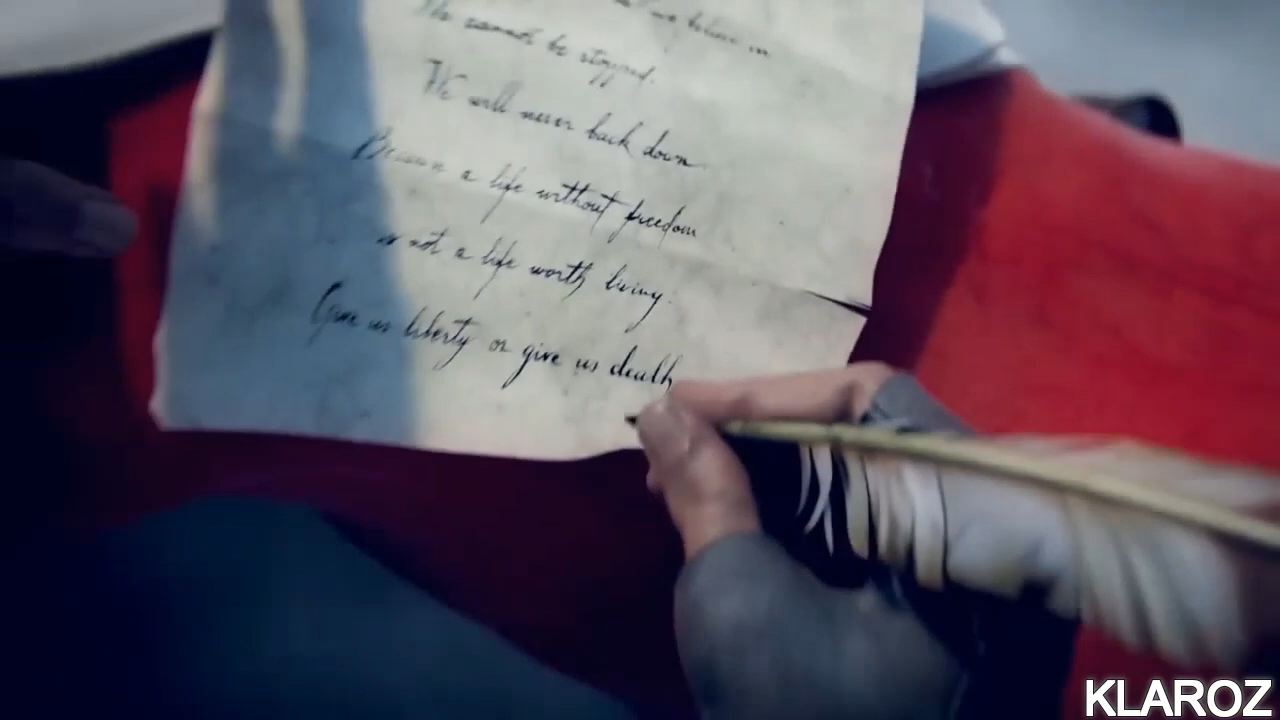 we believe in
We cannot be stopped.
We will never back down.
Because a life without freedom
is not a life worth living.
Give us liberty or give us death
KLAROZ